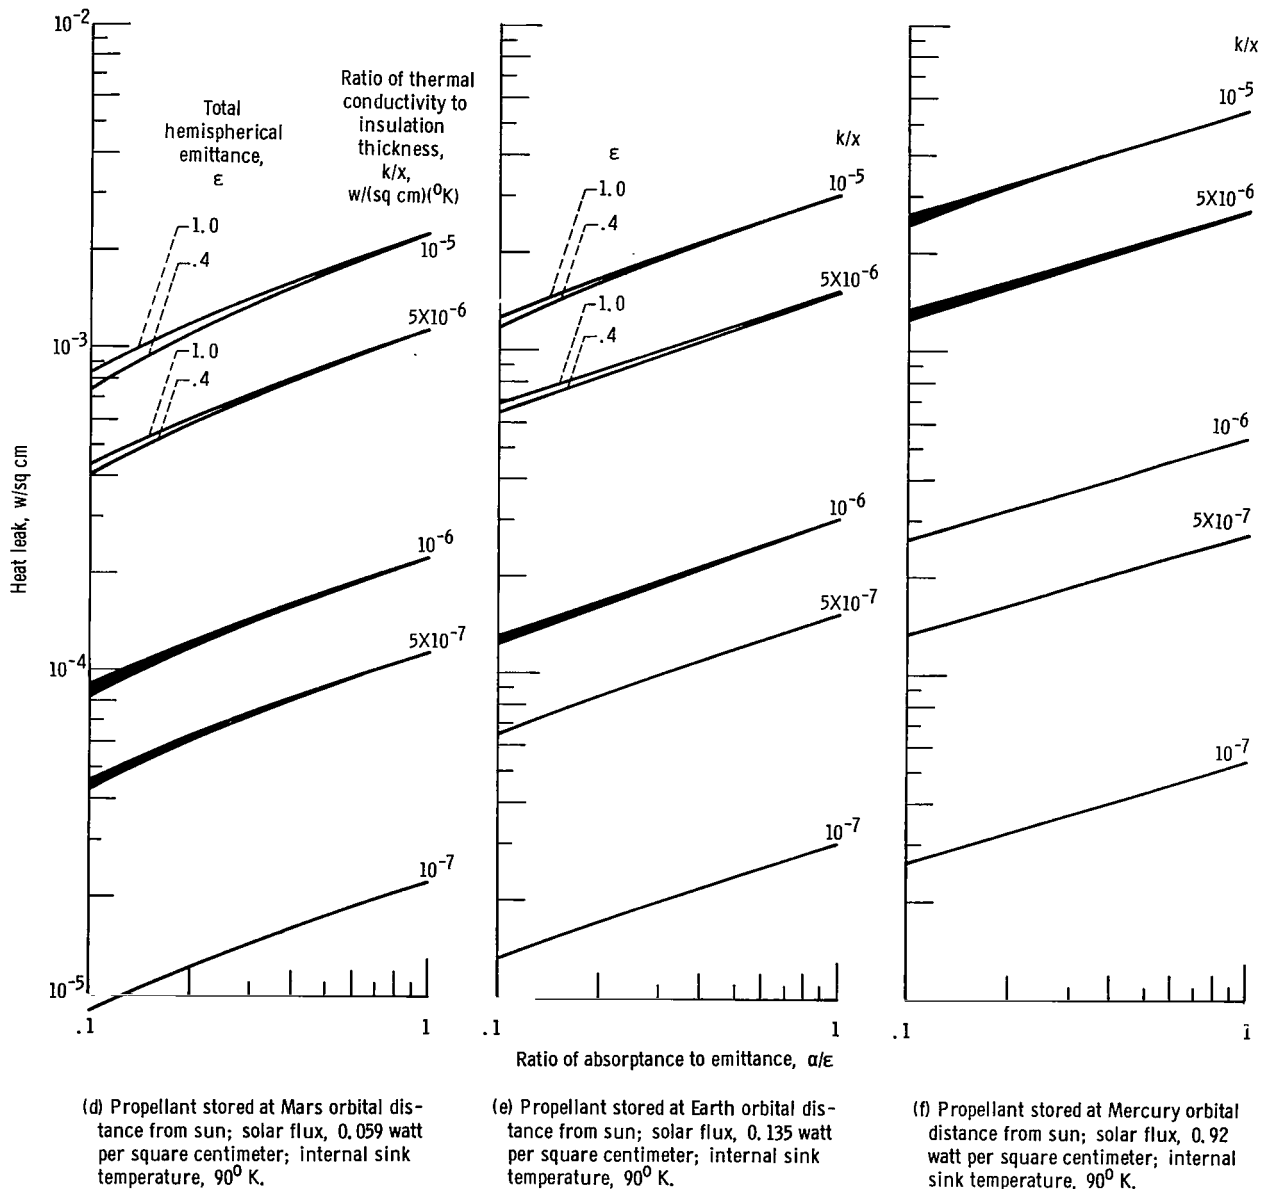 10-2
10-3
10-4
10-5
Heat leak, w/sq cm
Total
hemispherical
emittance,
ε
Ratio of thermal
conductivity to
insulation
thickness,
k/x,
w/(sq cm)(⁰K)
1.0
.4
1.0
.4
10-5
5X10-6
10-6
5X10-7
10-7
.1
1
ε
1.0
.4
1.0
.4
k/x
10-5
5X10-6
10-6
5X10-7
10-7
.1
1
k/x
10-5
5X10-6
10-6
5X10-7
10-7
.1
1
Ratio of absorptance to emittance, α/ε
(d) Propellant stored at Mars orbital dis-
tance from sun; solar flux, 0.059 watt
per square centimeter; internal sink
temperature, 90⁰ K.
(e) Propellant stored at Earth orbital dis-
tance from sun; solar flux, 0.135 watt
per square centimeter; internal sink
temperature, 90⁰ K.
(f) Propellant stored at Mercury orbital
distance from sun; solar flux, 0.92
watt per square centimeter; internal
sink temperature, 90⁰ K.